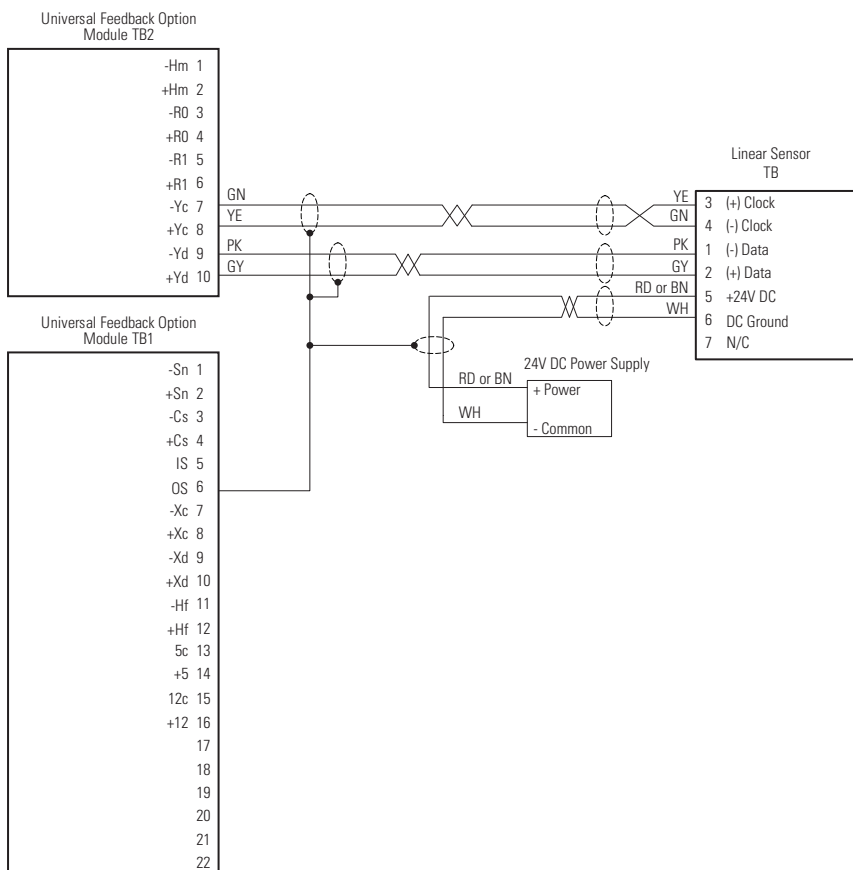 Universal Feedback Option
Module TB2
-Hm 1
+Hm 2
-R0 3
+R0 4
-R1 5
+R1 6
-Yc 7
+Yc 8
-Yd 9
+Yd 10
GN
YE
PK
GY
Linear Sensor
TB
YE
GN
PK
GY
RD or BN
WH
3 (+) Clock
4 (-) Clock
1 (-) Data
2 (+) Data
5 +24V DC
6 DC Ground
7 N/C
24V DC Power Supply
RD or BN
WH
+ Power
- Common
Universal Feedback Option
Module TB1
-Sn 1
+Sn 2
-Cs 3
+Cs 4
IS 5
OS 6
-Xc 7
+Xc 8
-Xd 9
+Xd 10
-Hf 11
+Hf 12
5c 13
+5 14
12c 15
+12 16
17
18
19
20
21
22